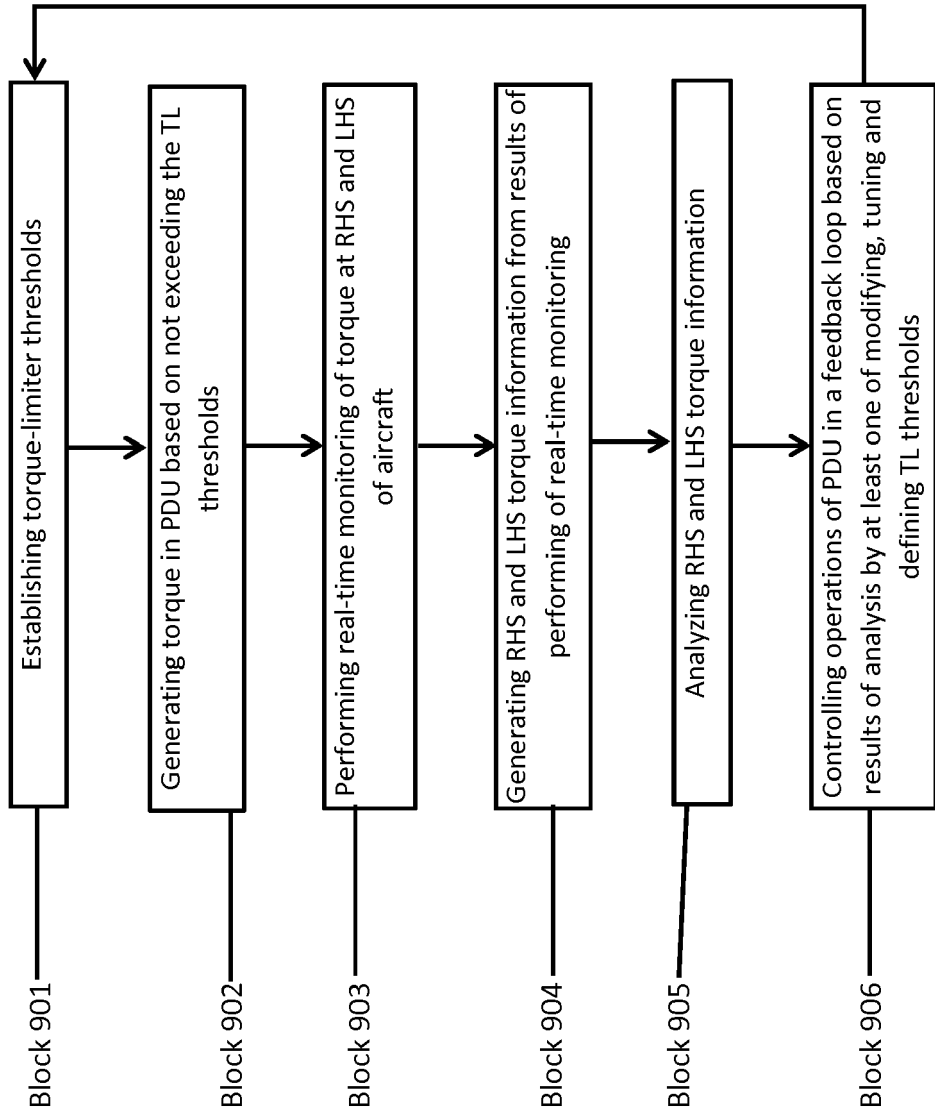 Block 901
Establishing torque-limiter thresholds
Block 902
Generating torque in PDU based on not exceeding the TL
thresholds
Block 903
Performing real-time monitoring of torque at RHS and LHS
of aircraft
Block 904
Generating RHS and LHS torque information from results of
performing of real-time monitoring
Block 905
Analyzing RHS and LHS torque information
Block 906
Controlling operations of PDU in a feedback loop based on
results of analysis by at least one of modifying, tuning and
defining TL thresholds